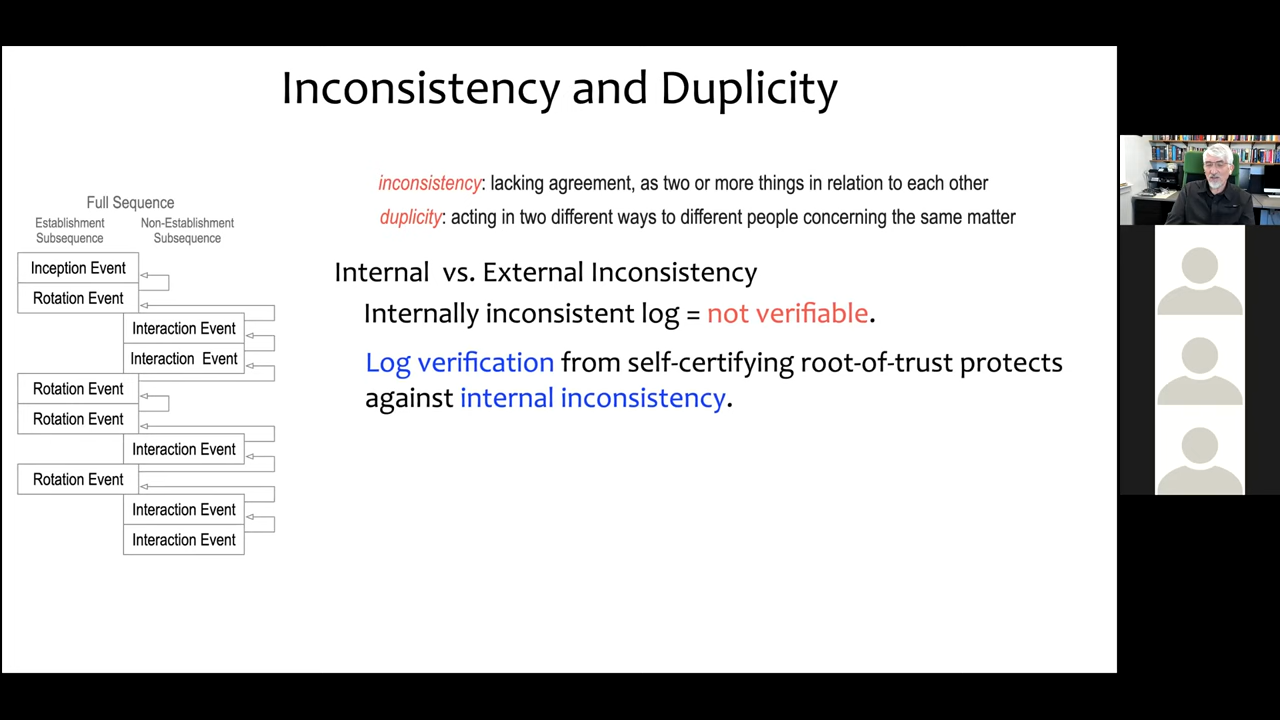 Inconsistency and Duplicity
inconsistency: lacking agreement, as two or more things in relation to each other
duplicity: acting in two different ways to different people concerning the same matter
Full Sequence
Establishment Subsequence
Non-Establishment Subsequence
Inception Event
Rotation Event
Interaction Event
Interaction Event
Rotation Event
Rotation Event
Interaction Event
Rotation Event
Interaction Event
Interaction Event
Internal vs. External Inconsistency
Internally inconsistent log = not verifiable.
Log verification from self-certifying root-of-trust protects
against internal inconsistency.